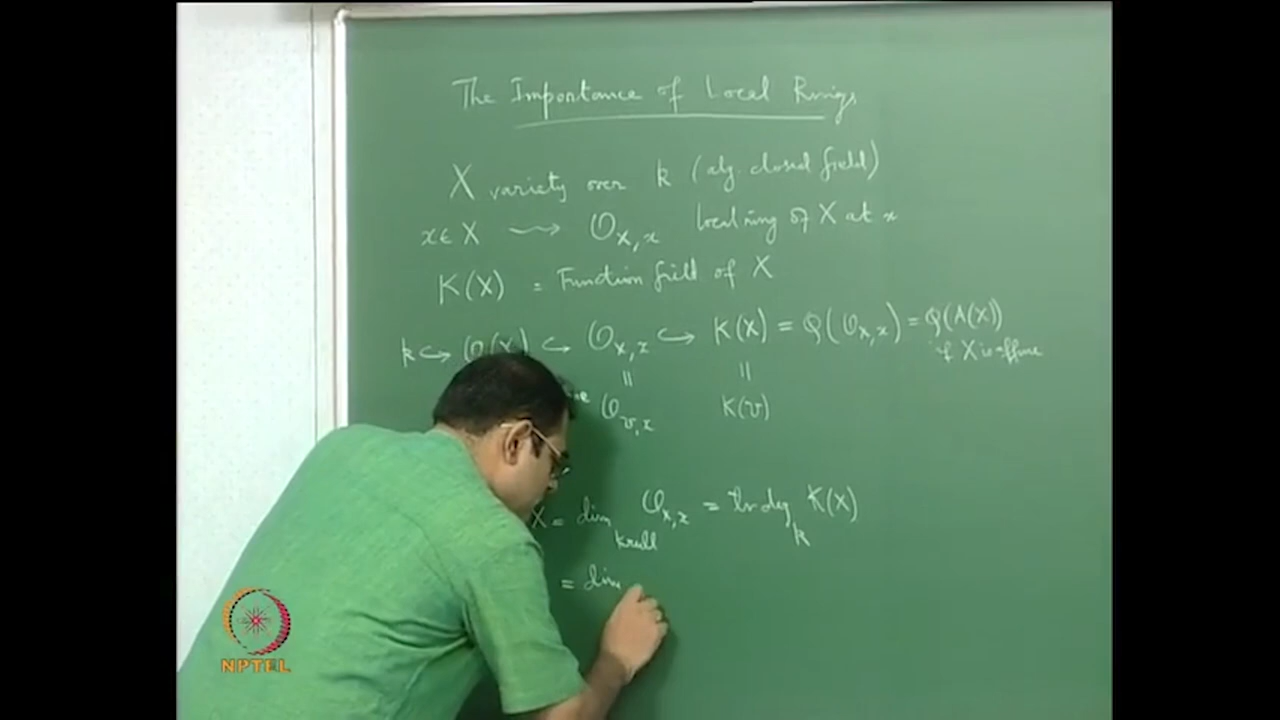 The Importance of Local Rings
X variety over k (alg. closed field)
x ∈ X ⇝ O_{X,x} local ring of X at x
K(X) = Function field of X
k ↪ O(X) ↪ O_{X,x} ↪ K(X) = Q(O_{X,x}) = Q(A(X))
if X is affine
|| ||
O_{U,x} K(U)
X = dim_{Krull} O_{X,x} = tr.deg_k K(X)
= dim
NPTEL